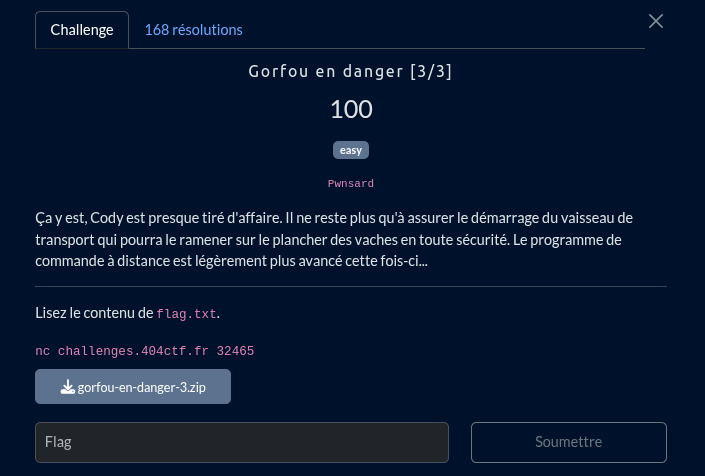 Challenge
168 résolutions
Gorfou en danger [3/3]
100
easy
Pwnsard
Ça y est, Cody est presque tiré d'affaire. Il ne reste plus qu'à assurer le démarrage du vaisseau de
transport qui pourra le ramener sur le plancher des vaches en toute sécurité. Le programme de
commande à distance est légèrement plus avancé cette fois-ci...
Lisez le contenu de flag.txt.
nc challenges.404ctf.fr 32465
gorfou-en-danger-3.zip
Flag
Soumettre